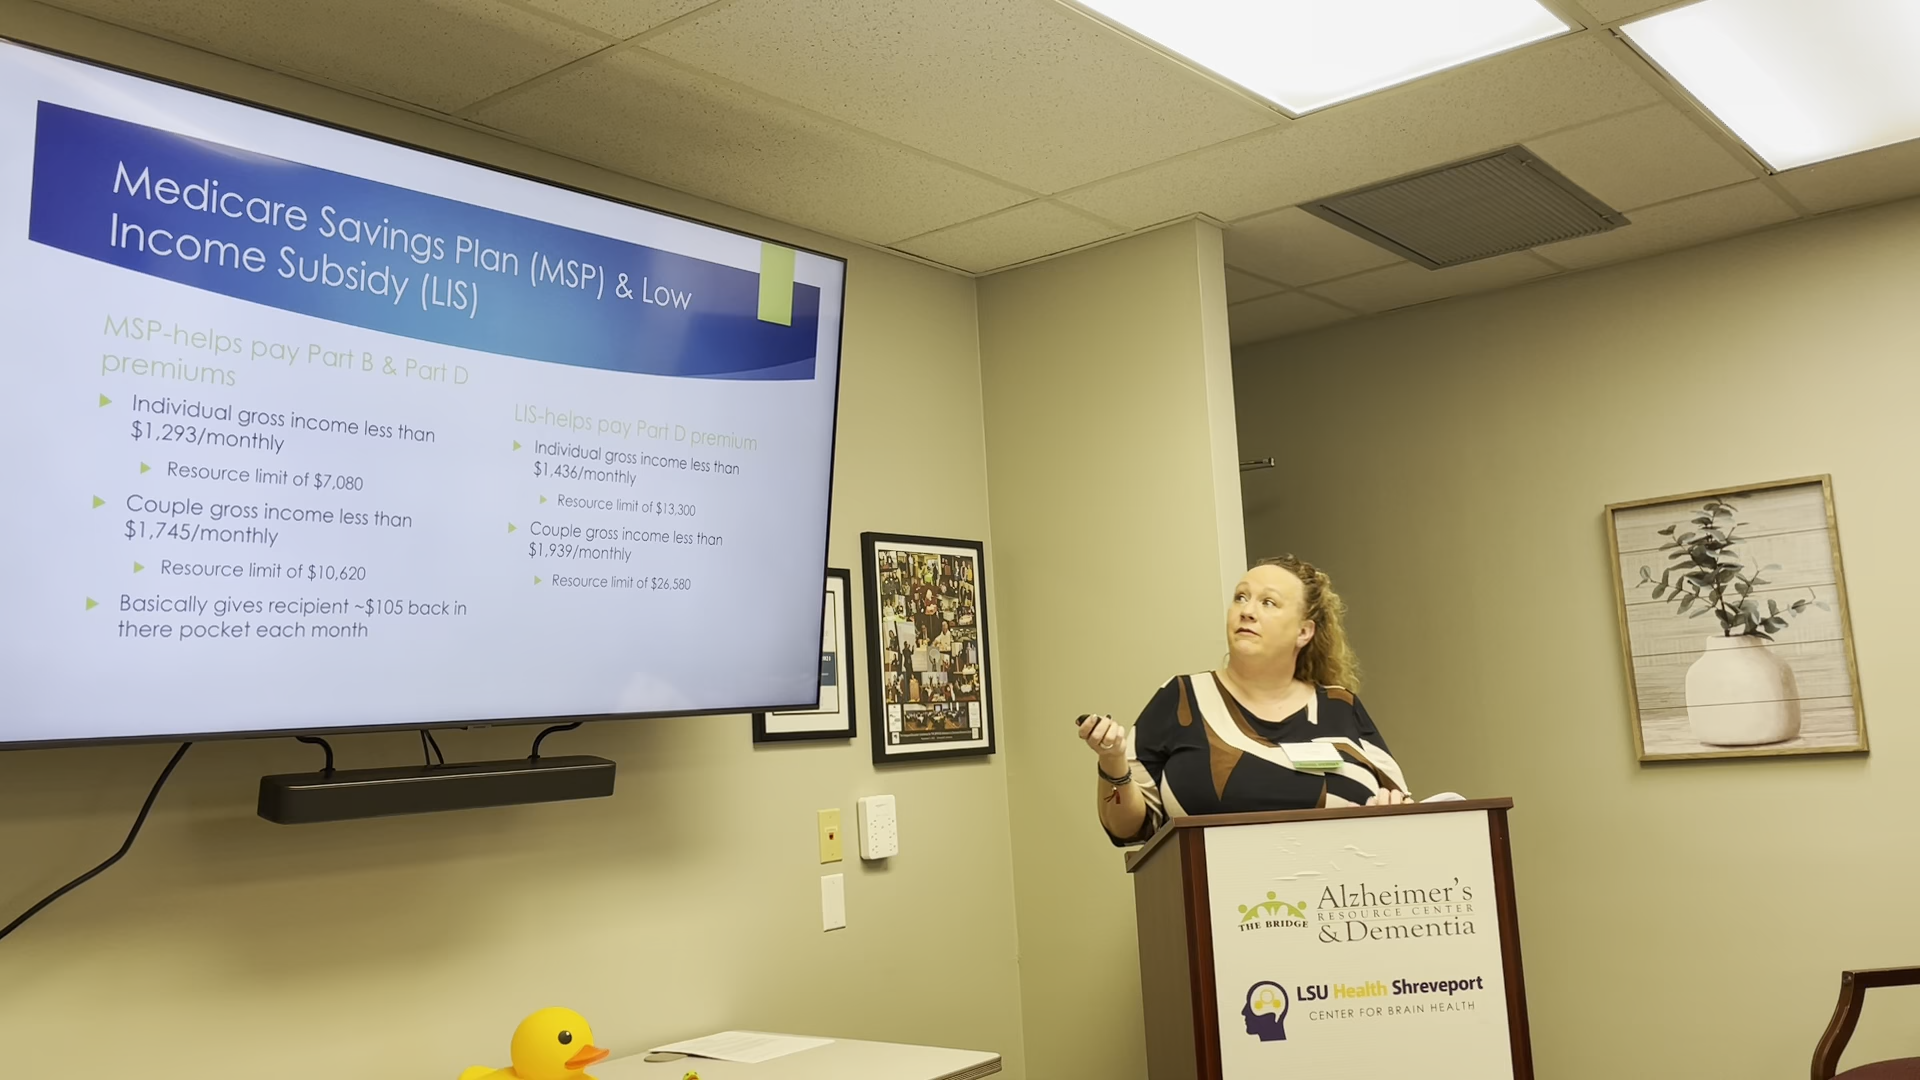 Medicare Savings Plan (MSP) & Low
Income Subsidy (LIS)
MSP-helps pay Part B & Part D
premiums
Individual gross income less than
$1,293/monthly
Resource limit of $7,080
Couple gross income less than
$1,745/monthly
Resource limit of $10,620
Basically gives recipient ~$105 back in
there pocket each month
LIS-helps pay Part D premium
Individual gross income less than
$1,436/monthly
Resource limit of $13,300
Couple gross income less than
$1,939/monthly
Resource limit of $26,580
THE BRIDGE
Alzheimer's
RESOURCE CENTER
& Dementia
LSU Health Shreveport
CENTER FOR BRAIN HEALTH